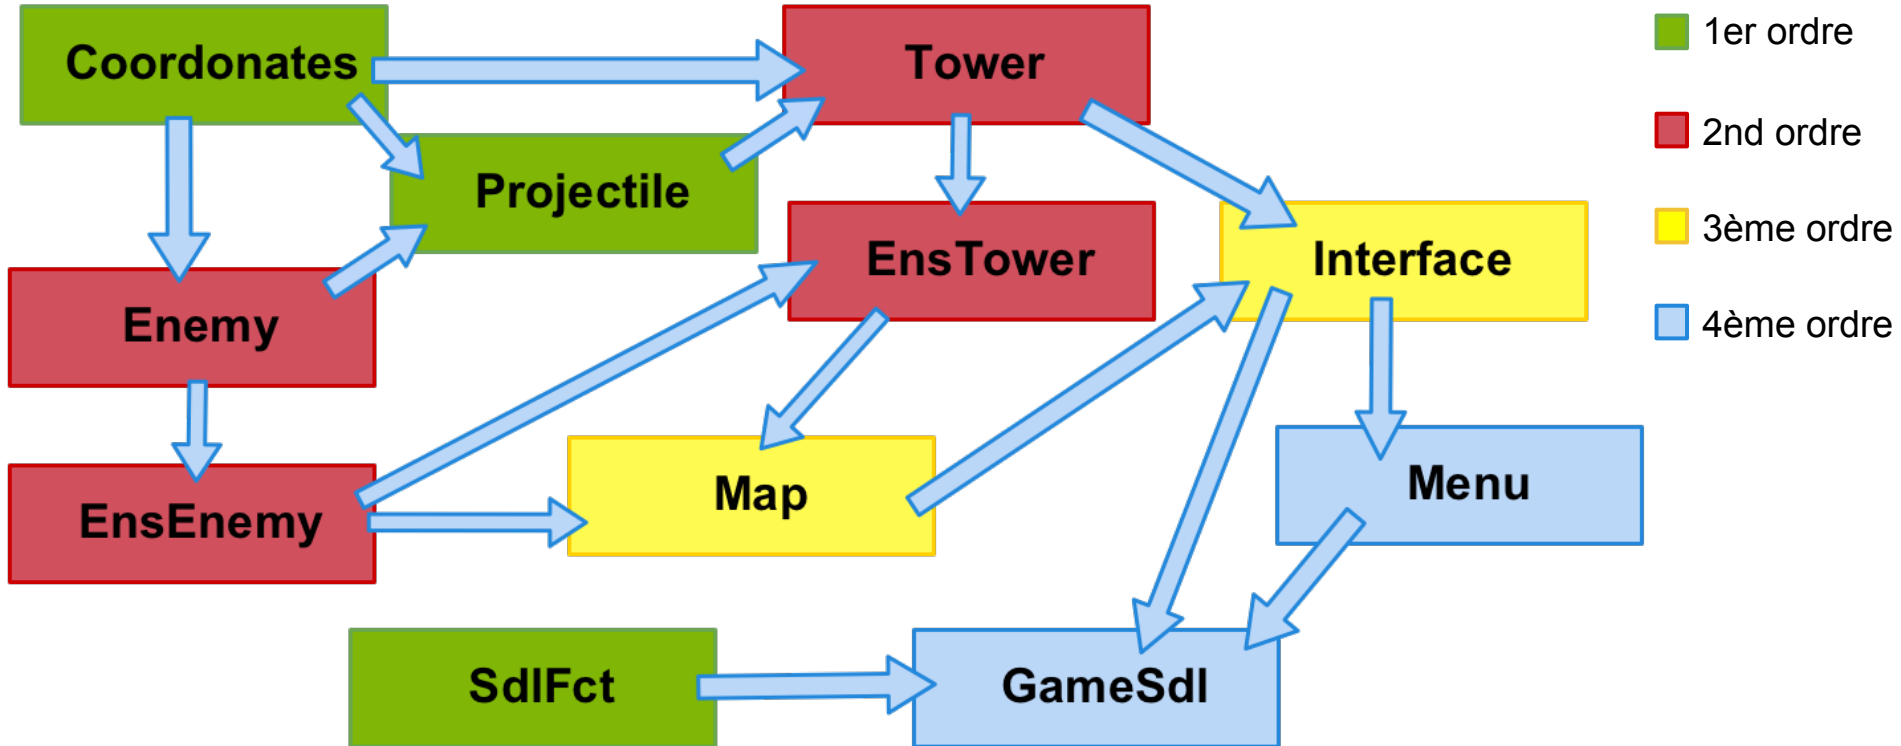 Coordonates
Tower
1er ordre
2nd ordre
Projectile
3ème ordre
EnsTower
Interface
Enemy
4ème ordre
Map
Menu
EnsEnemy
SdlFct
GameSdl